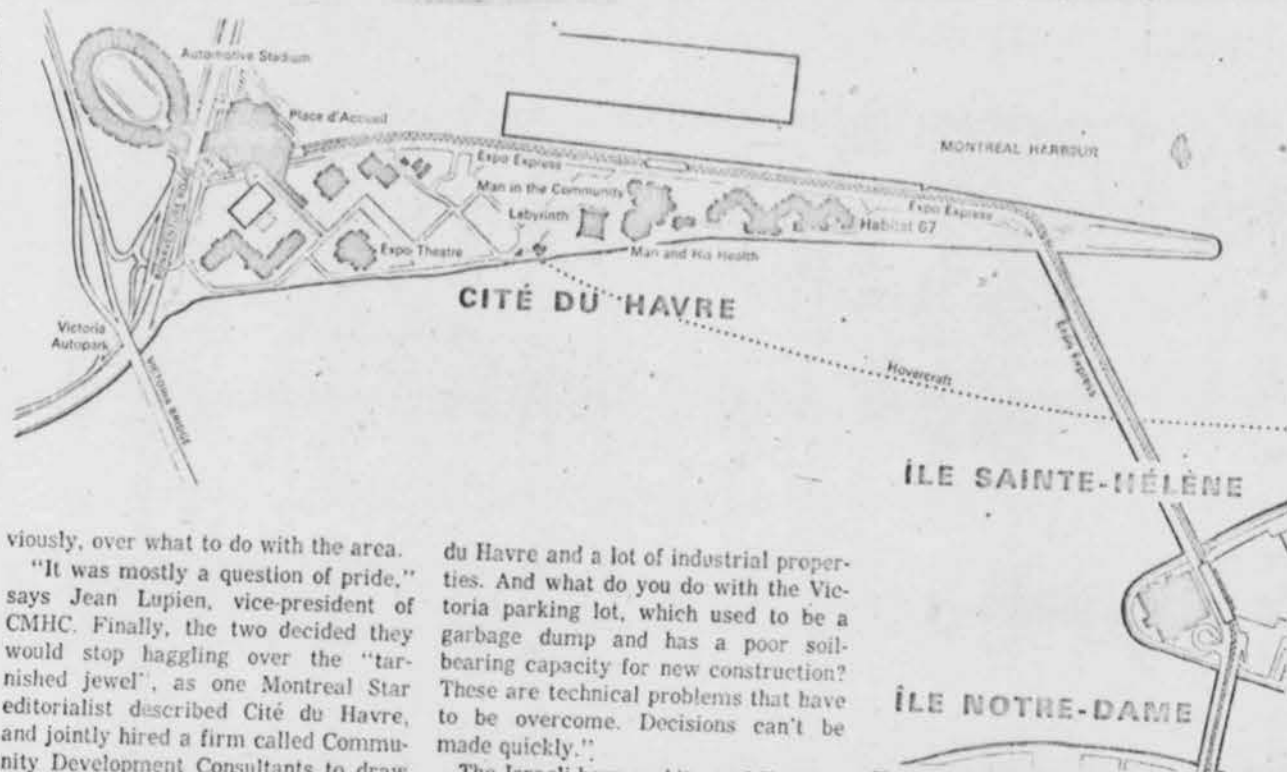 Automotive Stadium
Place d'Accueil
MONTREAL HARBOUR
Expo Express
Man in the Community
Expo Express
Labyrinth
Habitat 67
Expo Theatre
Man and His Health
CITÉ DU HAVRE
Victoria
Autopark
VICTORIA BRIDGE
Hovercraft
Expo Express
ÎLE SAINTE-HÉLÈNE
ÎLE NOTRE-DAME
viously, over what to do with the area.
"It was mostly a question of pride,"
says Jean Lupien, vice-president of
CMHC. Finally, the two decided they
would stop haggling over the "tar-
nished jewel", as one Montreal Star
editorialist described Cité du Havre,
and jointly hired a firm called Commu-
nity Development Consultants to draw
du Havre and a lot of industrial proper-
ties. And what do you do with the Vic-
toria parking lot, which used to be a
garbage dump and has a poor soil-
bearing capacity for new construction?
These are technical problems that have
to be overcome. Decisions can't be
made quickly."